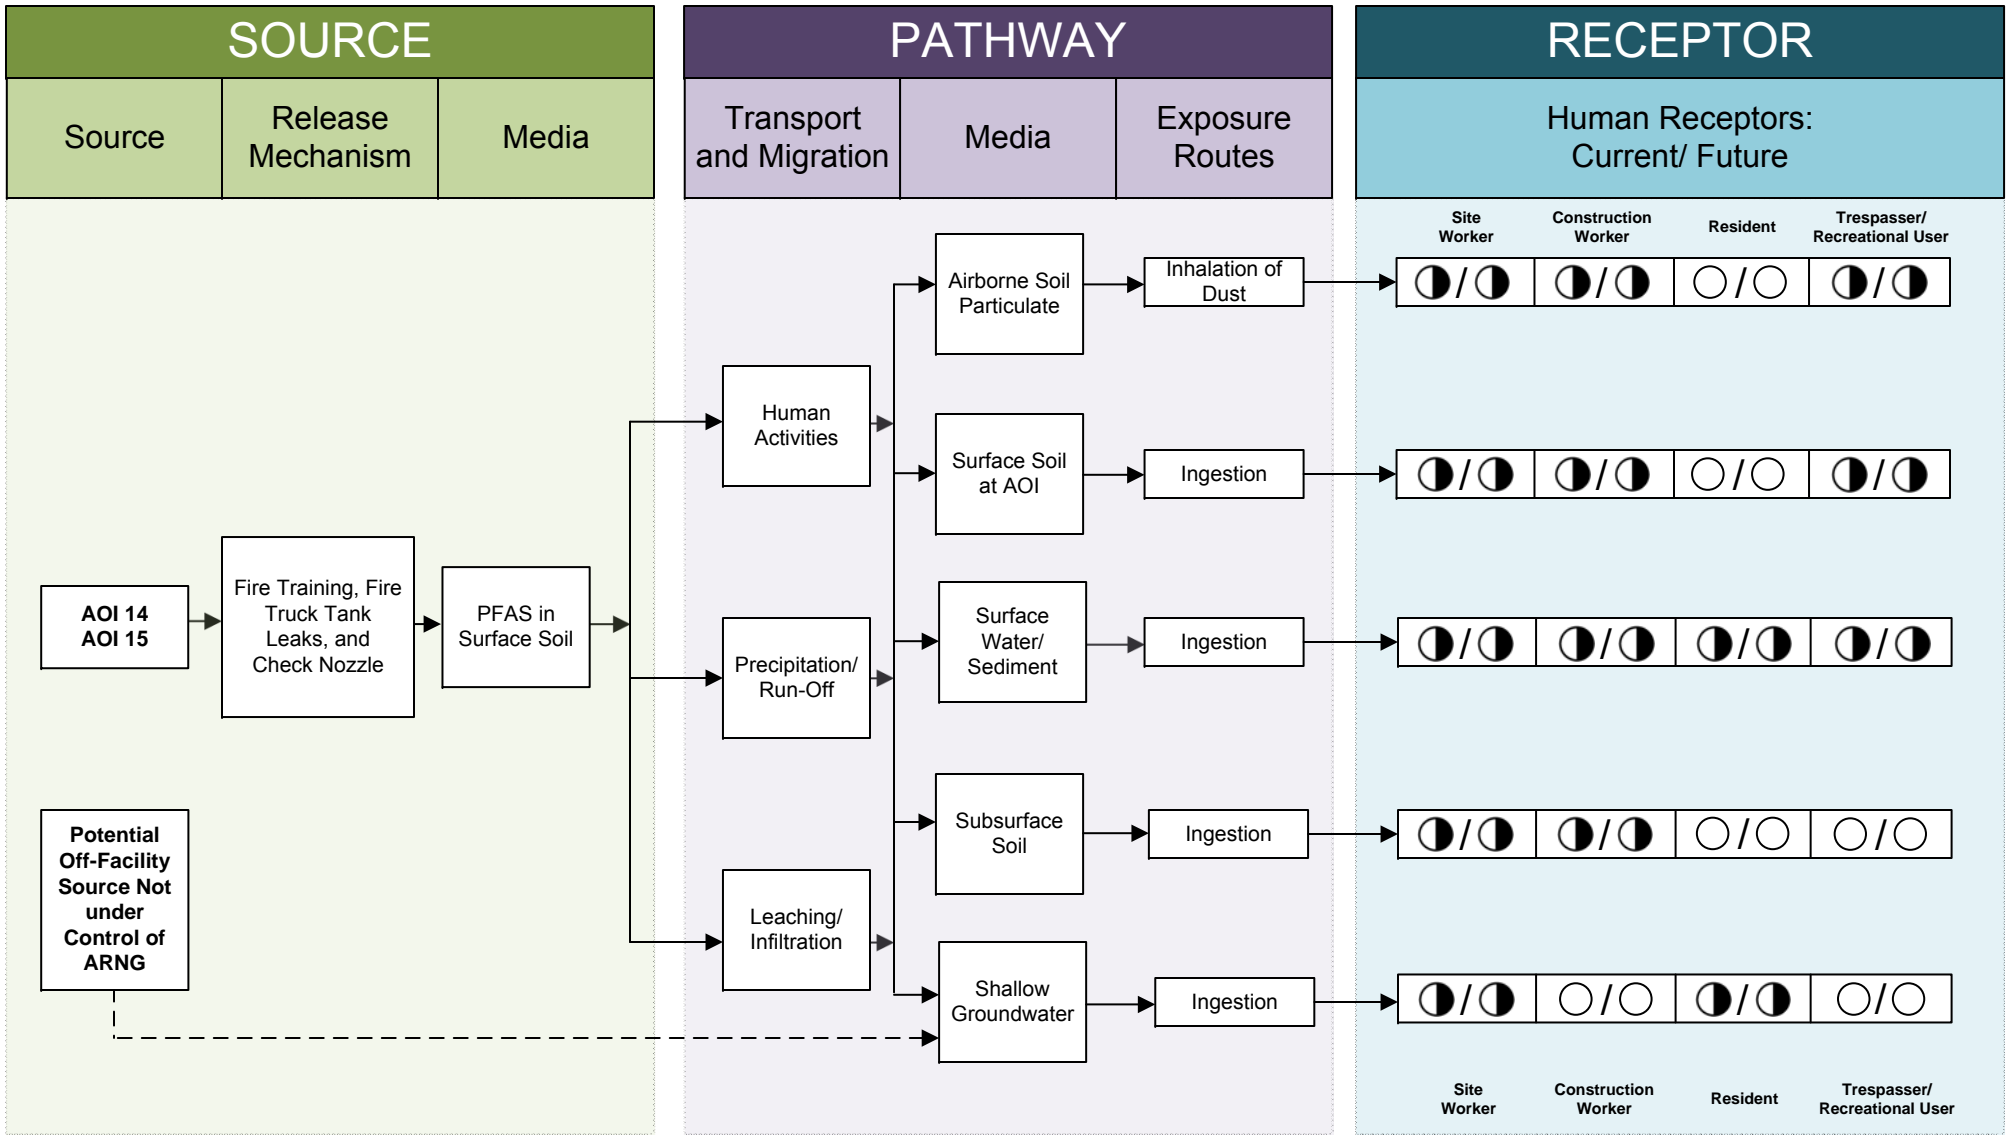 SOURCE
PATHWAY
RECEPTOR
Source
Release
Mechanism
Media
Transport
and Migration
Media
Exposure
Routes
Human Receptors:
Current/ Future
Site
Worker
Construction
Worker
Resident
Trespasser/
Recreational User
Airborne Soil
Particulate
Inhalation of
Dust
/
/
/
/
Human
Activities
Surface Soil
at AOI
Ingestion
/
/
/
/
AOI 14
AOI 15
Fire Training, Fire
Truck Tank
Leaks, and
Check Nozzle
PFAS in
Surface Soil
Precipitation/
Run-Off
Surface
Water/
Sediment
Ingestion
/
/
/
/
Potential
Off-Facility
Source Not
under
Control of
ARNG
Subsurface
Soil
Ingestion
/
/
/
/
Leaching/
Infiltration
Shallow
Groundwater
Ingestion
/
/
/
/
Site
Worker
Construction
Worker
Resident
Trespasser/
Recreational User